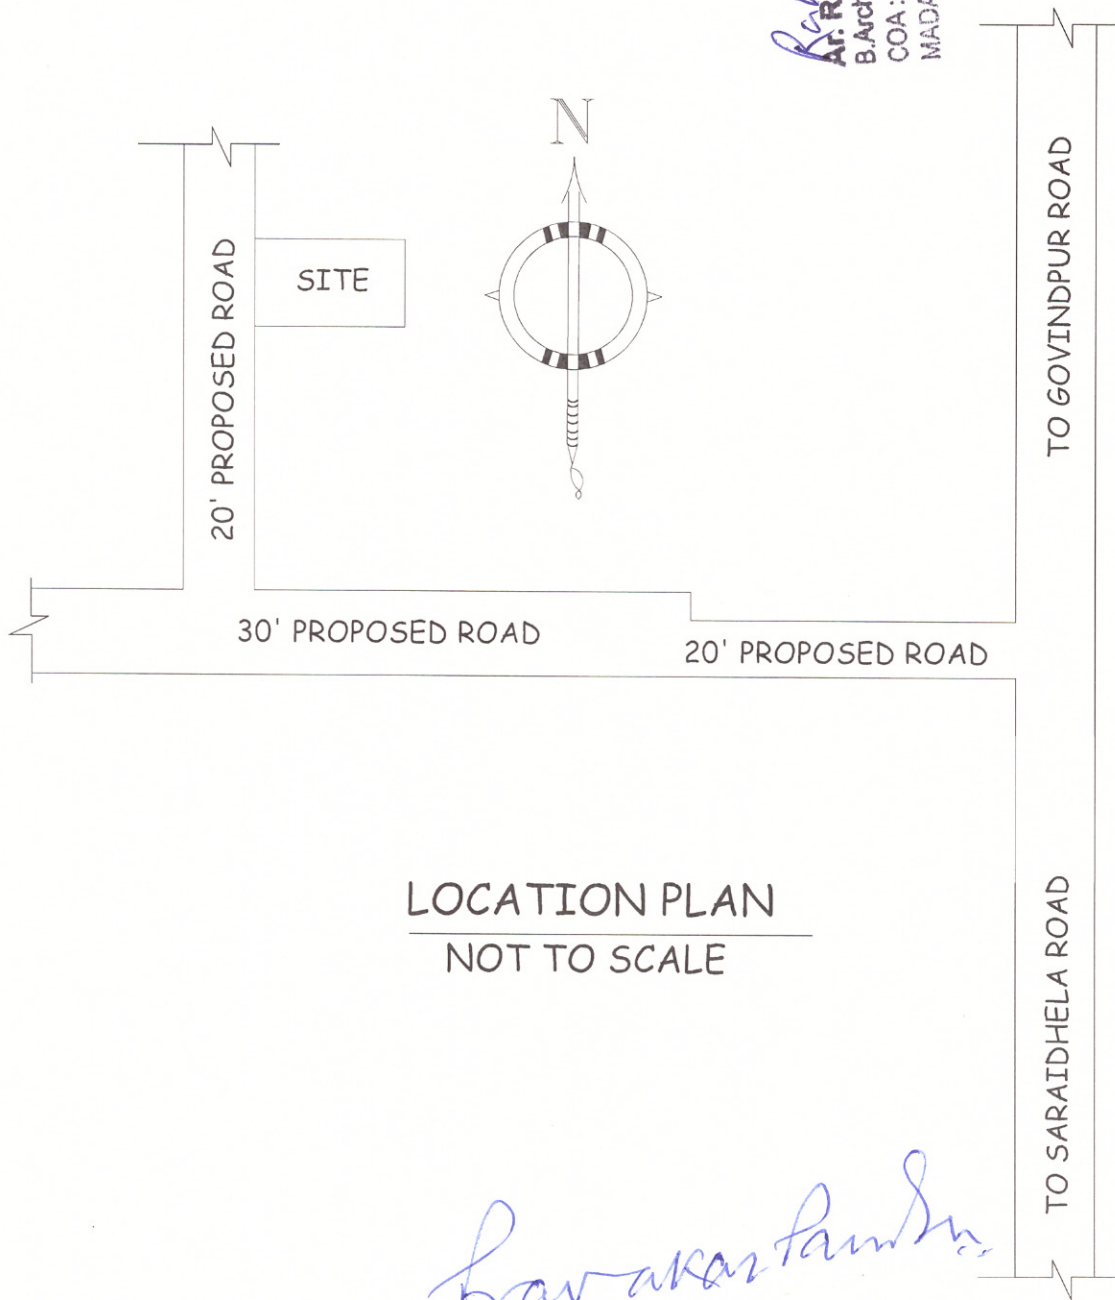 Ar. R
B.Arch
COA :
MADA
N
TO GOVINDPUR ROAD
20' PROPOSED ROAD
SITE
30' PROPOSED ROAD
20' PROPOSED ROAD
LOCATION PLAN
NOT TO SCALE
TO SARAIDHELA ROAD